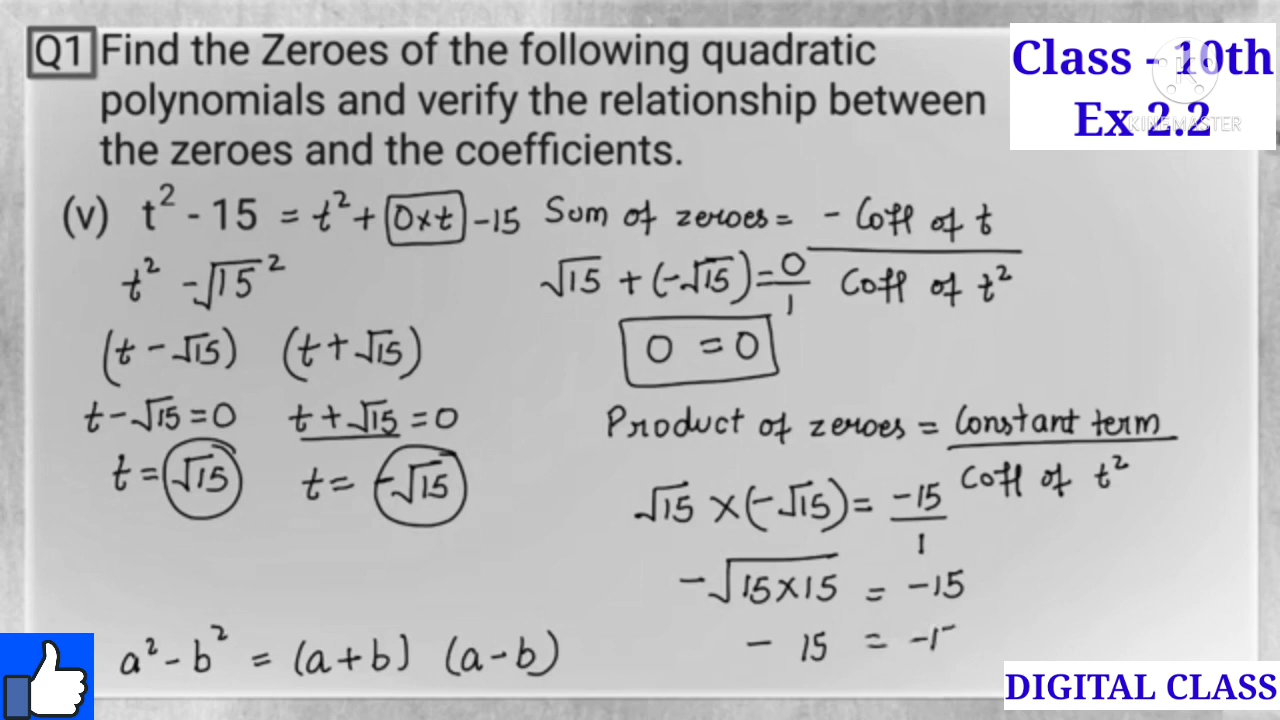 Q1 Find the Zeroes of the following quadratic
polynomials and verify the relationship between
the zeroes and the coefficients.
Class - 10th
Ex 2.2
KINEMASTER
(v) t² - 15 = t² + 0×t - 15
t² - √15²
(t - √15) (t + √15)
t - √15 = 0 t + √15 = 0
t = √15 t = -√15
a² - b² = (a + b) (a - b)
Sum of zeroes = - Coff of t / Coff of t²
√15 + (-√15) = 0/1
0 = 0
Product of zeroes = Constant term / Coff of t²
√15 × (-√15) = -15/1
-√15×15 = -15
- 15 = -1
DIGITAL CLASS